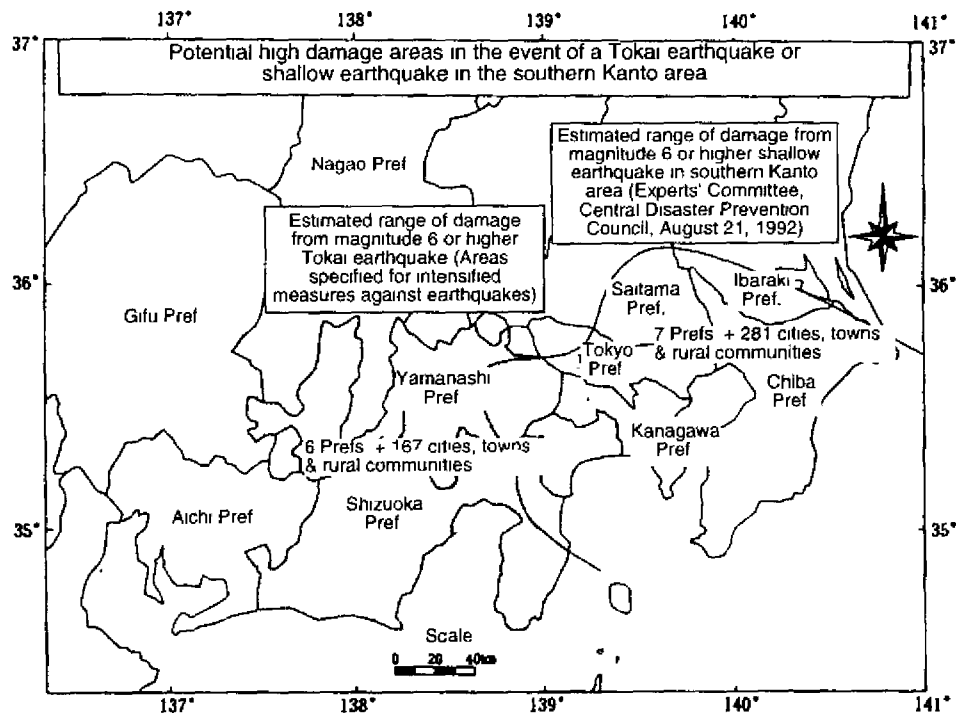 137° 138° 139° 140° 141°
37° 37°
Potential high damage areas in the event of a Tokai earthquake or
shallow earthquake in the southern Kanto area
Estimated range of damage from
magnitude 6 or higher shallow
earthquake in southern Kanto
area (Experts' Committee,
Central Disaster Prevention
Council, August 21, 1992)
Nagao Pref
Estimated range of damage
from magnitude 6 or higher
Tokai earthquake (Areas
specified for intensified
measures against earthquakes)
36° 36°
Gifu Pref
Saitama
Pref.
Ibaraki
Pref.
7 Prefs + 281 cities, towns
& rural communities
Tokyo
Pref
Yamanashi
Pref
Chiba
Pref
Kanagawa
Pref
6 Prefs + 167 cities, towns
& rural communities
Aichi Pref
Shizuoka
Pref
35° 35°
Scale
0 20 40km
137° 138° 139° 140° 141